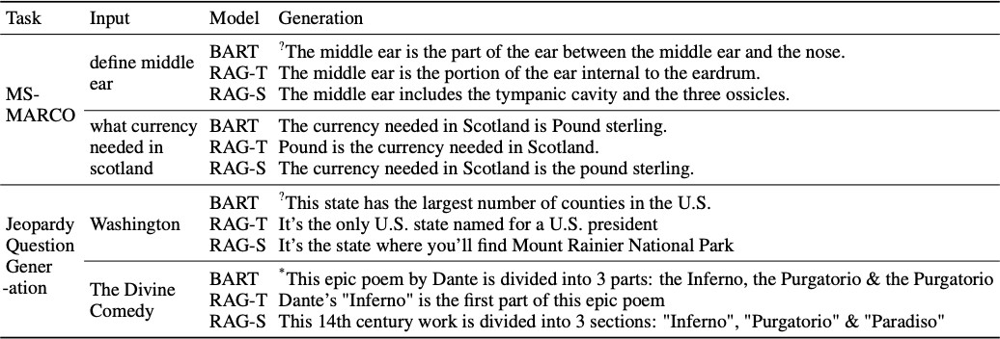 Task Input Model Generation
define middle ear BART ?The middle ear is the part of the ear between the middle ear and the nose.
RAG-T The middle ear is the portion of the ear internal to the eardrum.
RAG-S The middle ear includes the tympanic cavity and the three ossicles.
MS-
MARCO
what currency needed in scotland BART The currency needed in Scotland is Pound sterling.
RAG-T Pound is the currency needed in Scotland.
RAG-S The currency needed in Scotland is the pound sterling.
Jeopardy
Question
Gener
-ation
Washington BART ?This state has the largest number of counties in the U.S.
RAG-T It's the only U.S. state named for a U.S. president
RAG-S It's the state where you'll find Mount Rainier National Park
The Divine Comedy BART *This epic poem by Dante is divided into 3 parts: the Inferno, the Purgatorio & the Purgatorio
RAG-T Dante's "Inferno" is the first part of this epic poem
RAG-S This 14th century work is divided into 3 sections: "Inferno", "Purgatorio" & "Paradiso"